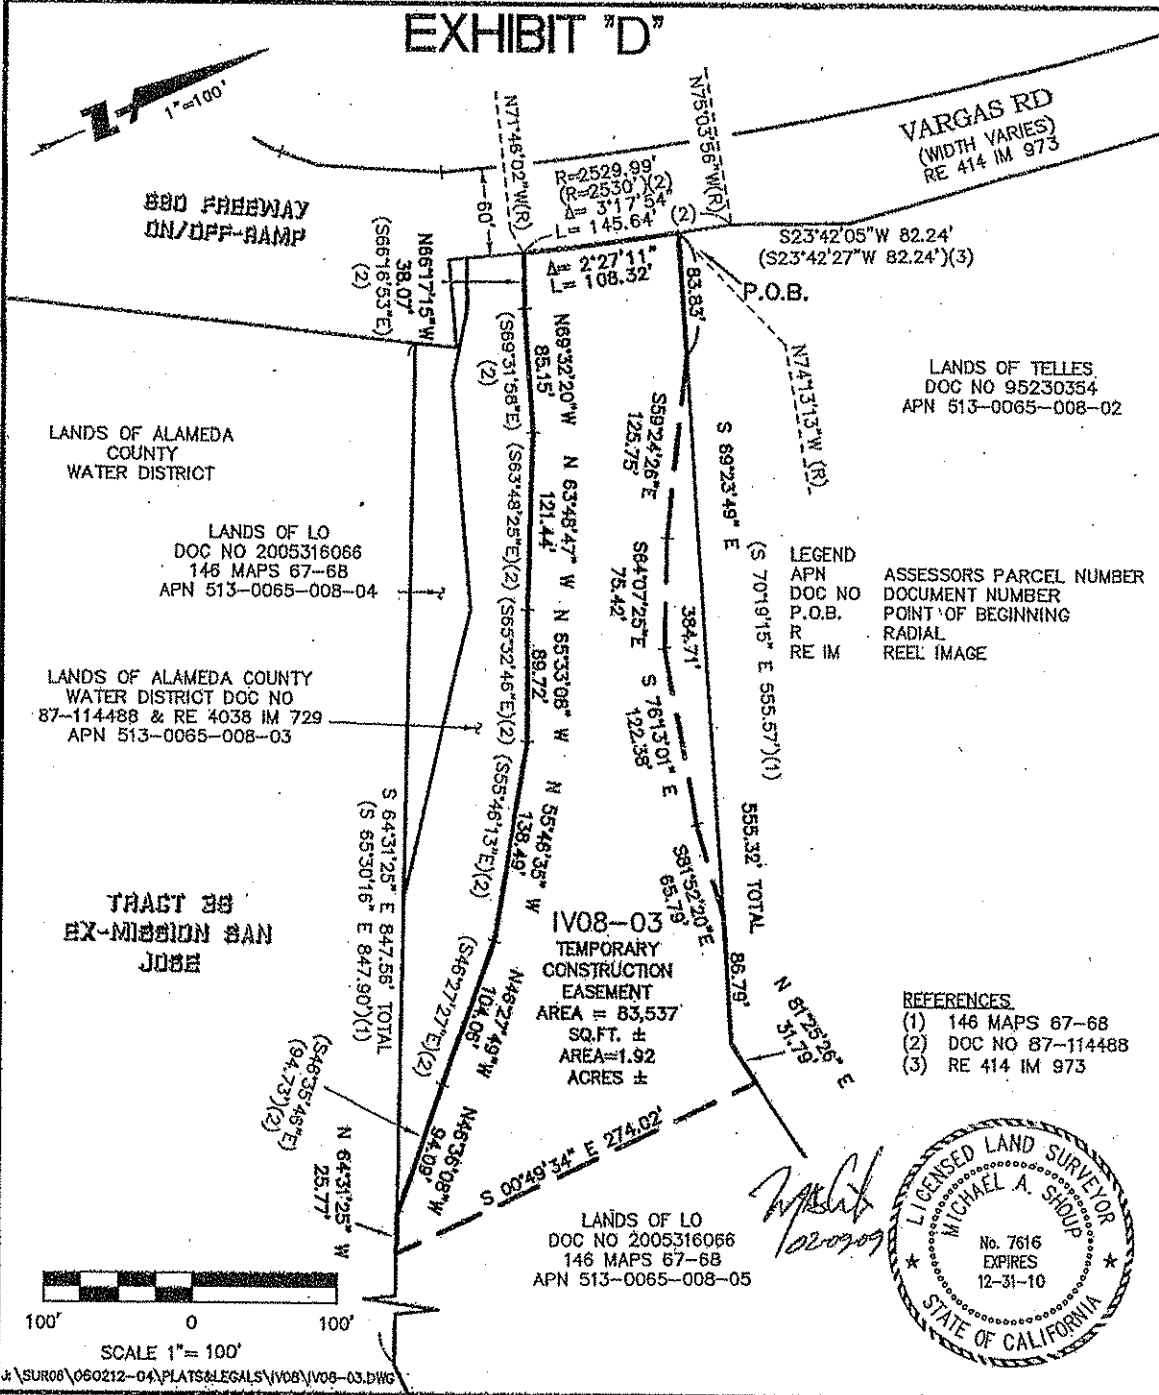 EXHIBIT "D"
1"=100'
VARGAS RD
(WIDTH VARIES)
RE 414 IM 973
N71°46'02"W(R)
N75°03'56"W(R)
R=2529.99'
(R=2530')(2)
Δ= 3°17'54"
L= 145.64'
(2)
60'
680 FREEWAY
ON/OFF-RAMP
N66°17'15"W
38.07'
(S66°16'53"E)
(2)
Δ= 2°27'11"
L= 108.32'
S23°42'05"W 82.24'
(S23°42'27"W 82.24')(3)
P.O.B.
83.83'
N74°13'13"W (R)
LANDS OF TELLES
DOC NO 95230354
APN 513-0065-008-02
N69°32'20"W
85.15'
(S69°31'58"E)
(2)
LANDS OF ALAMEDA
COUNTY
WATER DISTRICT
S59°24'26"E
125.75'
S 69°23'49" E
384.71'
(S 70°19'15" E 555.57')(1)
555.32' TOTAL
N 63°48'47" W
121.44'
(S63°48'25"E)(2)
LANDS OF LO
DOC NO 2005316066
146 MAPS 67-68
APN 513-0065-008-04
LEGEND
APN ASSESSORS PARCEL NUMBER
DOC NO DOCUMENT NUMBER
P.O.B. POINT OF BEGINNING
R RADIAL
RE IM REEL IMAGE
S64°07'25"E
75.42'
N 65°33'08" W
89.72'
(S65°32'46"E)(2)
LANDS OF ALAMEDA COUNTY
WATER DISTRICT DOC NO
87-114488 & RE 4038 IM 729
APN 513-0065-008-03
S 76°13'01" E
122.38'
N 55°46'35" W
138.49'
(S55°46'13"E)(2)
S 64°31'25" E 847.56' TOTAL
(S 65°30'16" E 847.90')(1)
S81°52'20"E
65.79'
86.79'
TRACT 36
EX-MISSION SAN
JOSE
IV08-03
TEMPORARY
CONSTRUCTION
EASEMENT
AREA = 83,537
SQ.FT. ±
AREA=1.92
ACRES ±
N46°27'49"W
104.06'
(S46°27'27"E)(2)
N 81°25'26" E
31.79'
REFERENCES
(1) 146 MAPS 67-68
(2) DOC NO 87-114488
(3) RE 414 IM 973
(S46°35'46"E)
(94.73')(2)
N46°36'08"W
94.09'
N 64°31'25" W
25.77'
S 00°49'34" E 274.02'
LANDS OF LO
DOC NO 2005316066
146 MAPS 67-68
APN 513-0065-008-05
02-09-09
LICENSED LAND SURVEYOR
MICHAEL A. SHOUP
No. 7616
EXPIRES
12-31-10
STATE OF CALIFORNIA
100' 0 100'
SCALE 1"= 100'
J:\SUR06\060212-04\PLATS&LEGALS\IV08\IV08-03.DWG